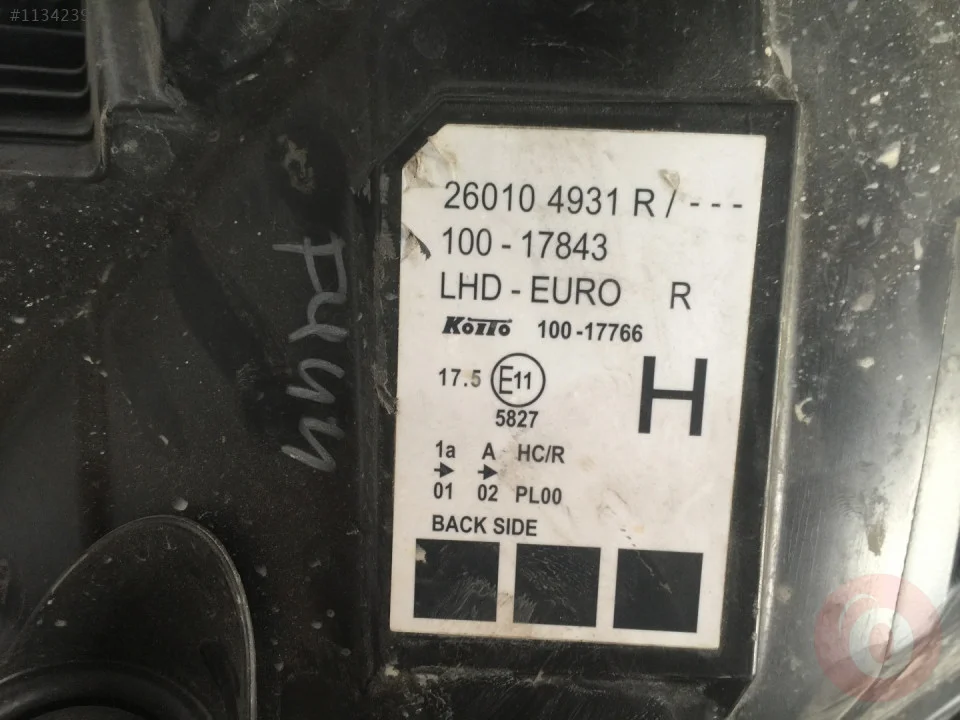 #1134239
26010 4931 R / - - -
100 - 17843
LHD - EURO R
KOITO 100 -17766
17.5 E11
H
5827
1a A HC/R
01 02 PL00
BACK SIDE